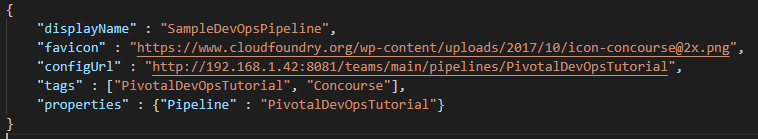 {
"displayName" : "SampleDevOpsPipeline",
"favicon" : "https://www.cloudfoundry.org/wp-content/uploads/2017/10/icon-concourse@2x.png",
"configUrl" : "http://192.168.1.42:8081/teams/main/pipelines/PivotalDevOpsTutorial",
"tags" : ["PivotalDevOpsTutorial", "Concourse"],
"properties" : {"Pipeline" : "PivotalDevOpsTutorial"}
}